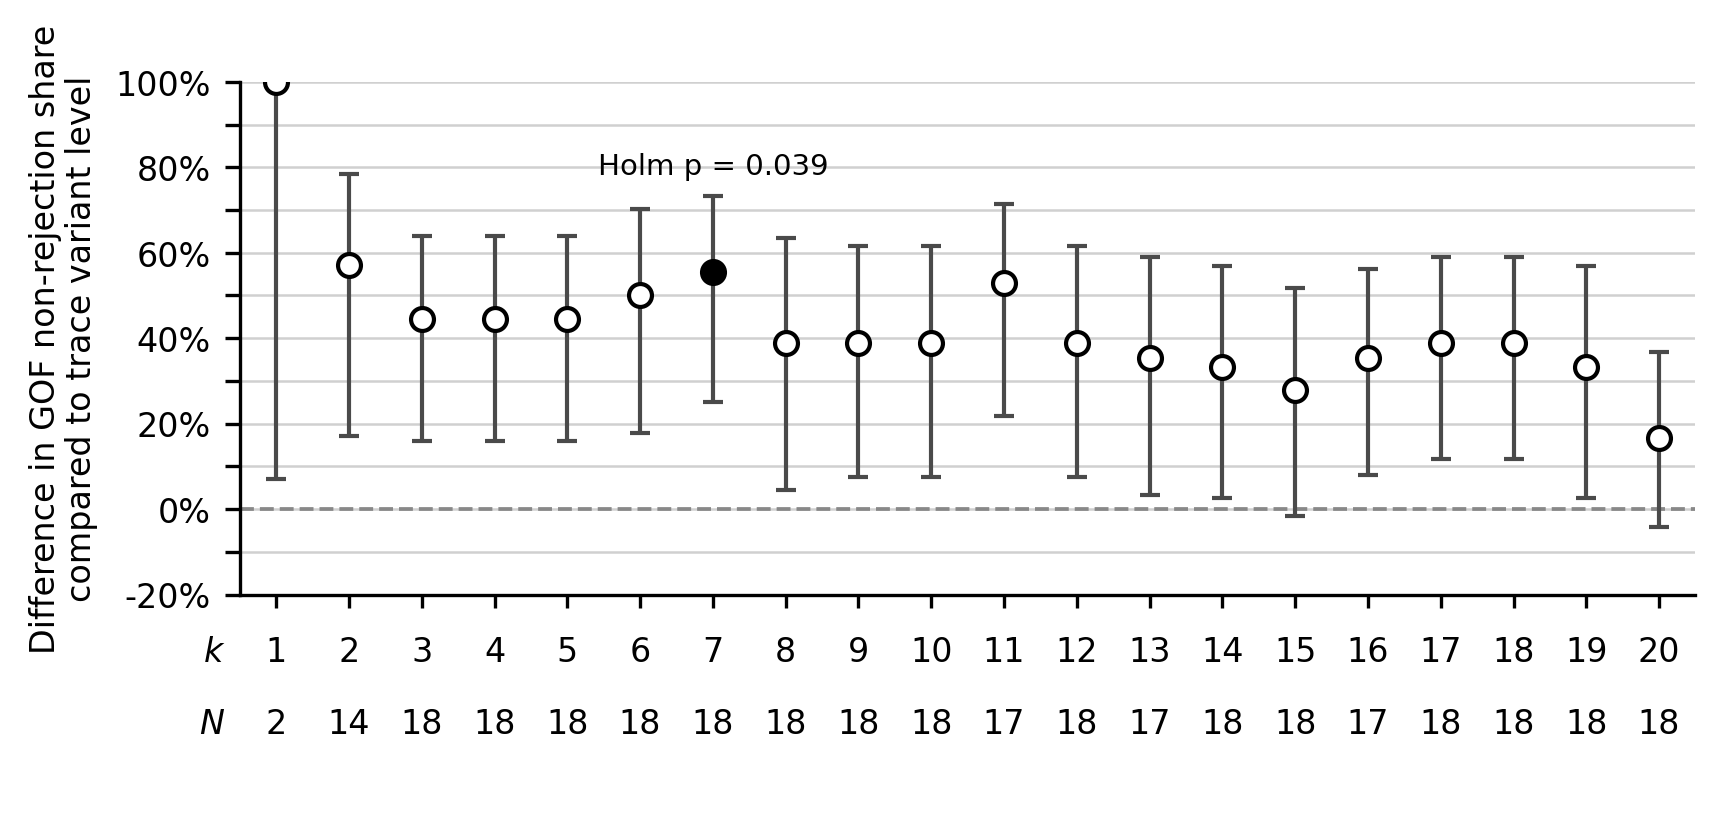 Difference in GOF non-rejection share
compared to trace variant level
100%
80%
60%
40%
20%
0%
-20%
Holm p = 0.039
k 1 2 3 4 5 6 7 8 9 10 11 12 13 14 15 16 17 18 19 20
N 2 14 18 18 18 18 18 18 18 18 17 18 17 18 18 17 18 18 18 18